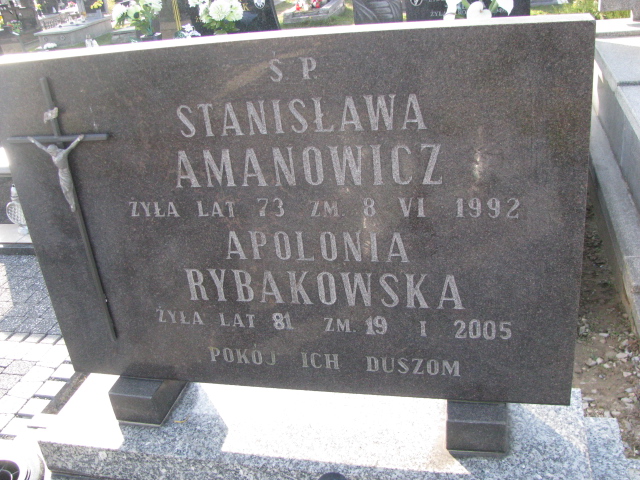 Ś P.
STANISŁAWA
AMANOWICZ
ŻYŁA LAT 73 ZM. 8 VI 1992
APOLONIA
RYBAKOWSKA
ŻYŁA LAT 81 ZM. 19 I 2005
POKÓJ ICH DUSZOM